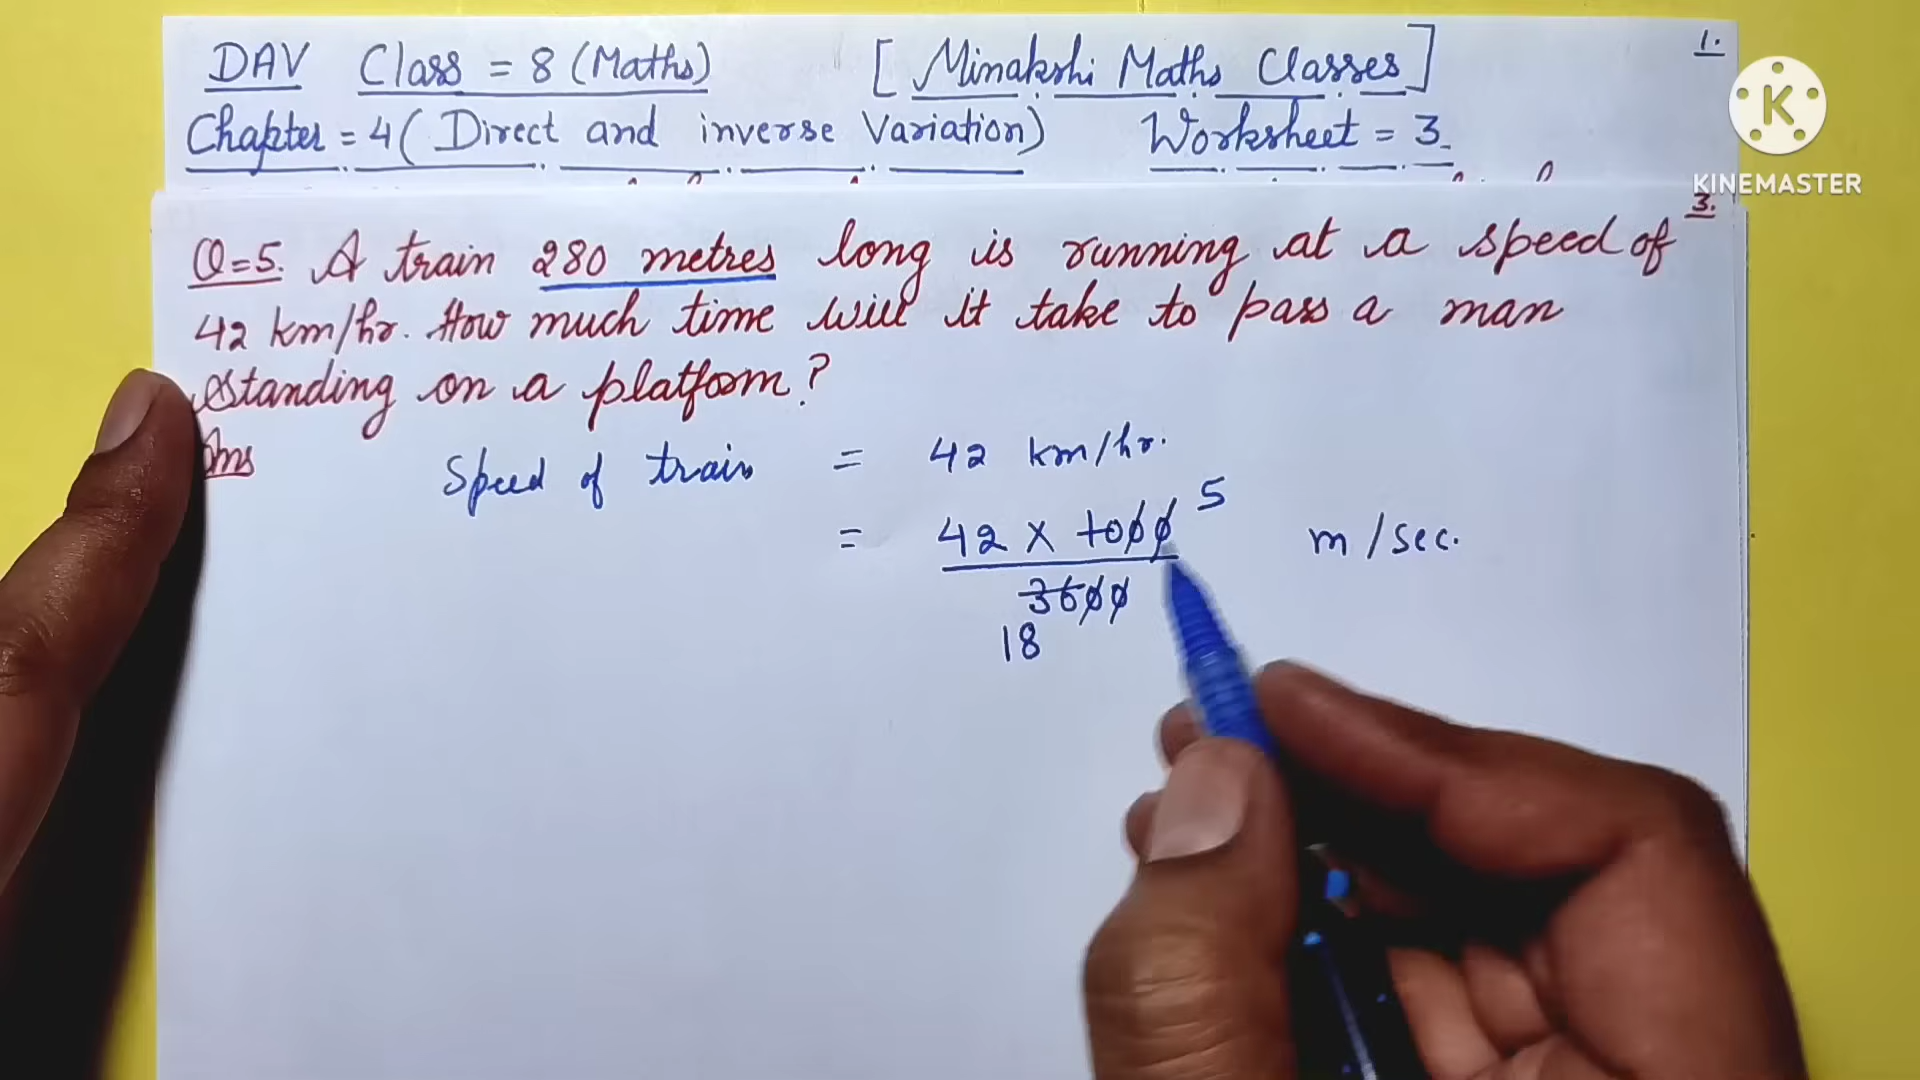 DAV Class = 8 (Maths) [Minakshi Maths Classes] 1.
Chapter = 4 (Direct and inverse Variation) Worksheet = 3
K
KINEMASTER
3.
Q=5. A train 280 metres long is running at a speed of
42 km/hr. How much time will it take to pass a man
standing on a platform?
Ans
Speed of train = 42 km/hr.
= 42 X 1000 5 m/sec.
3600
18